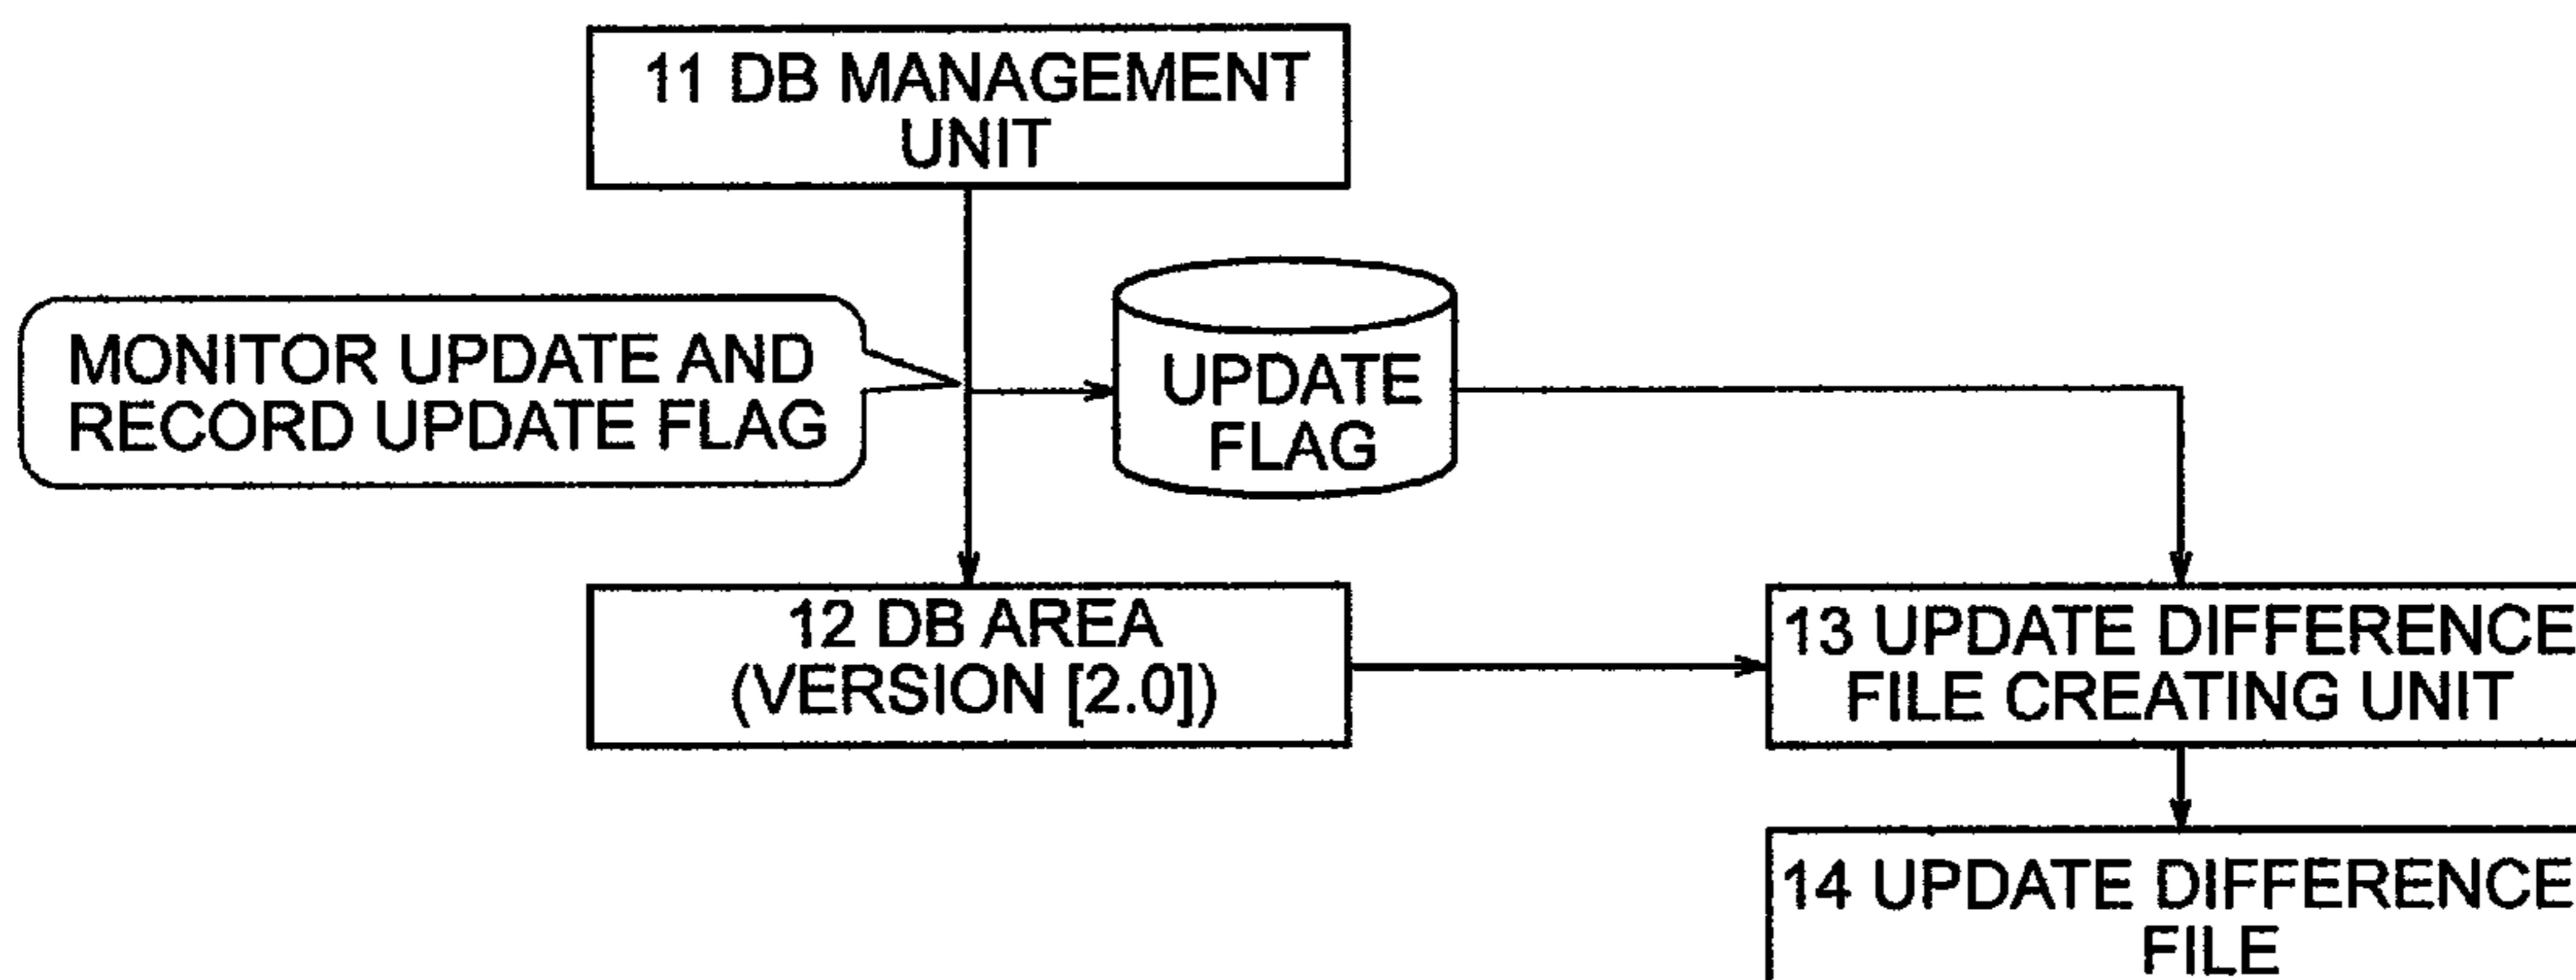 11 DB MANAGEMENT
UNIT
MONITOR UPDATE AND
RECORD UPDATE FLAG
UPDATE
FLAG
12 DB AREA
(VERSION [2.0])
13 UPDATE DIFFERENCE
FILE CREATING UNIT
14 UPDATE DIFFERENCE
FILE